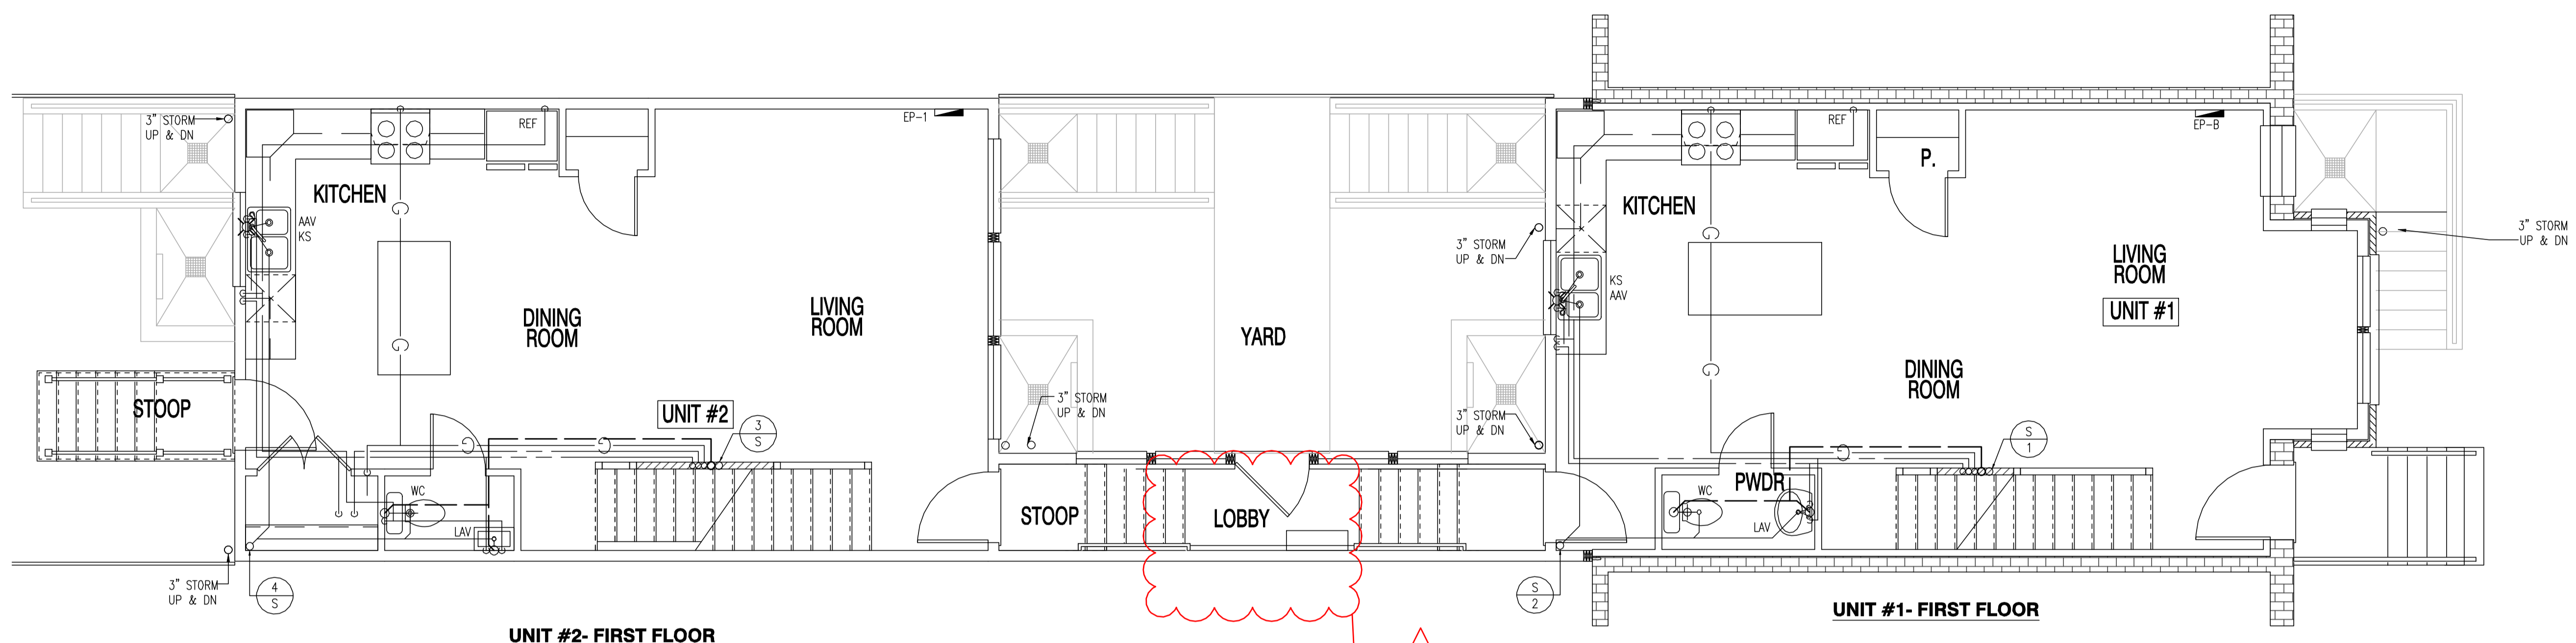 3" STORM
UP & DN
KITCHEN
AAV
KS
REF
EP-1
DINING
ROOM
LIVING
ROOM
STOOP
UNIT #2
3
S
G
G
G
G
WC
LAV
4
S
3" STORM
UP & DN
UNIT #2- FIRST FLOOR
YARD
3" STORM
UP & DN
3" STORM
UP & DN
3" STORM
UP & DN
STOOP
LOBBY
KITCHEN
KS
AAV
REF
P.
EP-B
LIVING
ROOM
UNIT #1
DINING
ROOM
G
G
G
S
1
PWDR
WC
LAV
S
2
3" STORM
UP & DN
UNIT #1- FIRST FLOOR